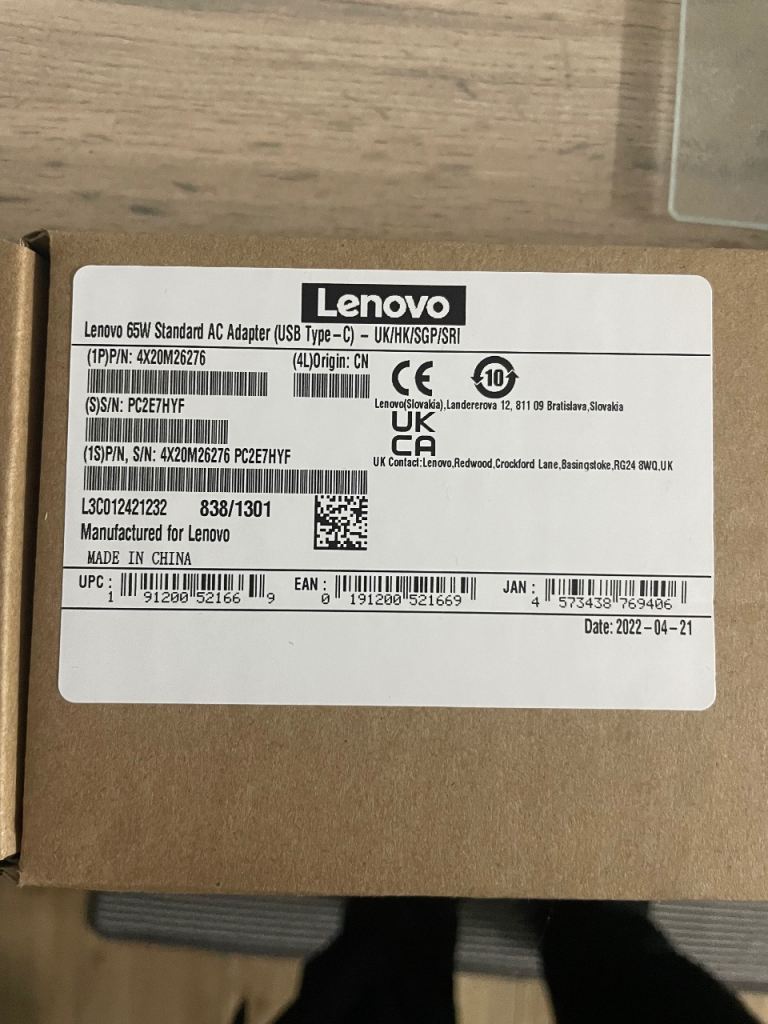 Lenovo
Lenovo 65W Standard AC Adapter (USB Type-C) - UK/HK/SGP/SRI
(1P)P/N: 4X20M26276
(4L)Origin: CN
CE
10
(S)S/N: PC2E7HYF
Lenovo(Slovakia),Landererova 12, 811 09 Bratislava,Slovakia
UK
CA
(1S)P/N, S/N: 4X20M26276 PC2E7HYF
UK Contact:Lenovo,Redwood,Crockford Lane,Basingstoke,RG24 8WQ,UK
L3C012421232 838/1301
Manufactured for Lenovo
MADE IN CHINA
UPC : 1 91200 52166 9
EAN : 0 191200 521669
JAN : 4 573438 769406
Date: 2022-04-21